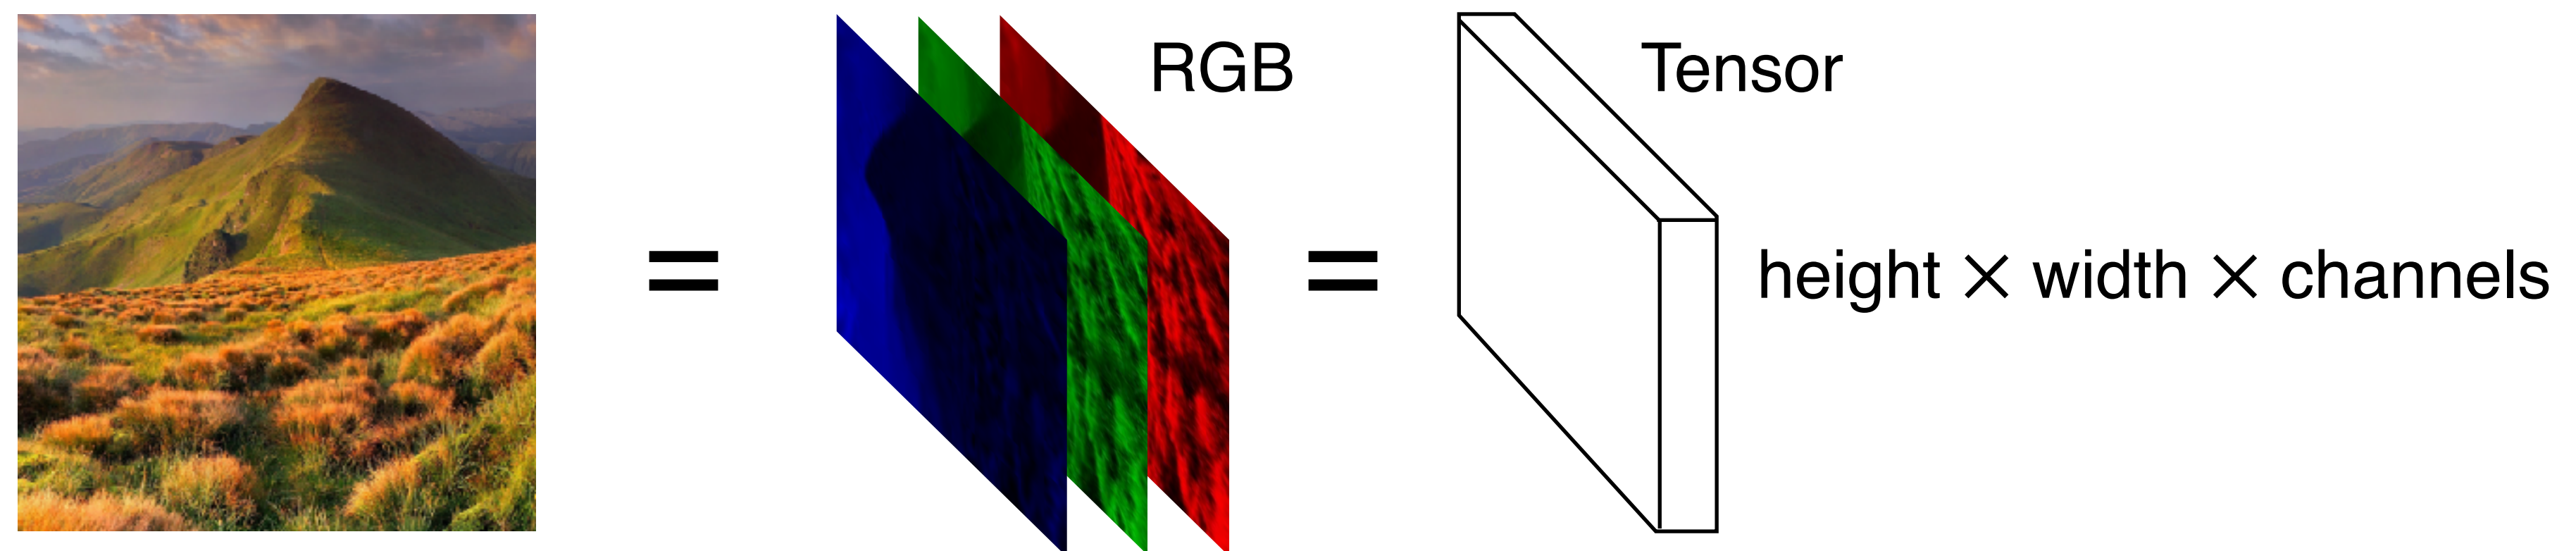 RGB
Tensor
=
=
height × width × channels